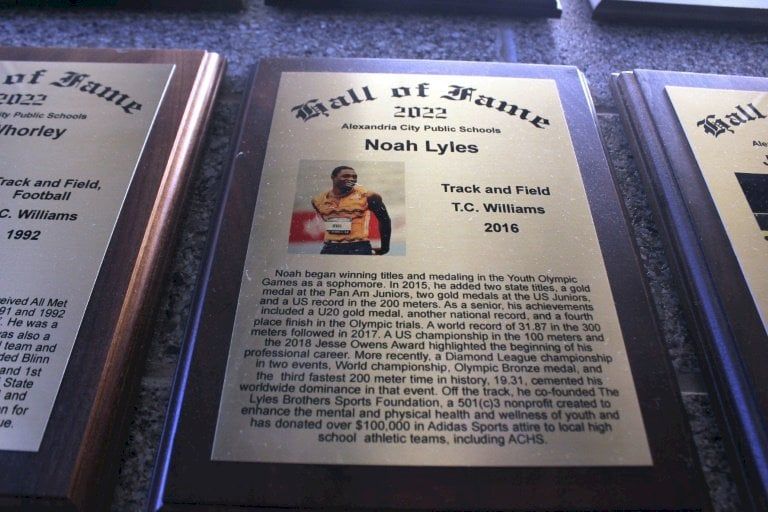 of Fame
2022
ity Public Schools
Whorley
Track and Field,
Football
.C. Williams
1992
eived All Met
91 and 1992
He was a
was also a
team and
ded Blinn
and 1st
State
and
n for
ue.
Hall of Fame
2022
Alexandria City Public Schools
Noah Lyles
Track and Field
T.C. Williams
2016
Noah began winning titles and medaling in the Youth Olympic
Games as a sophomore. In 2015, he added two state titles, a gold
medal at the Pan Am Juniors, two gold medals at the US Juniors,
and a US record in the 200 meters. As a senior, his achievements
included a U20 gold medal, another national record, and a fourth
place finish in the Olympic trials. A world record of 31.87 in the 300
meters followed in 2017. A US championship in the 100 meters and
the 2018 Jesse Owens Award highlighted the beginning of his
professional career. More recently, a Diamond League championship
in two events, World championship, Olympic Bronze medal, and
the third fastest 200 meter time in history, 19.31, cemented his
worldwide dominance in that event. Off the track, he co-founded The
Lyles Brothers Sports Foundation, a 501(c)3 nonprofit created to
enhance the mental and physical health and wellness of youth and
has donated over $100,000 in Adidas Sports attire to local high
school athletic teams, including ACHS.
Hall
Ale
J